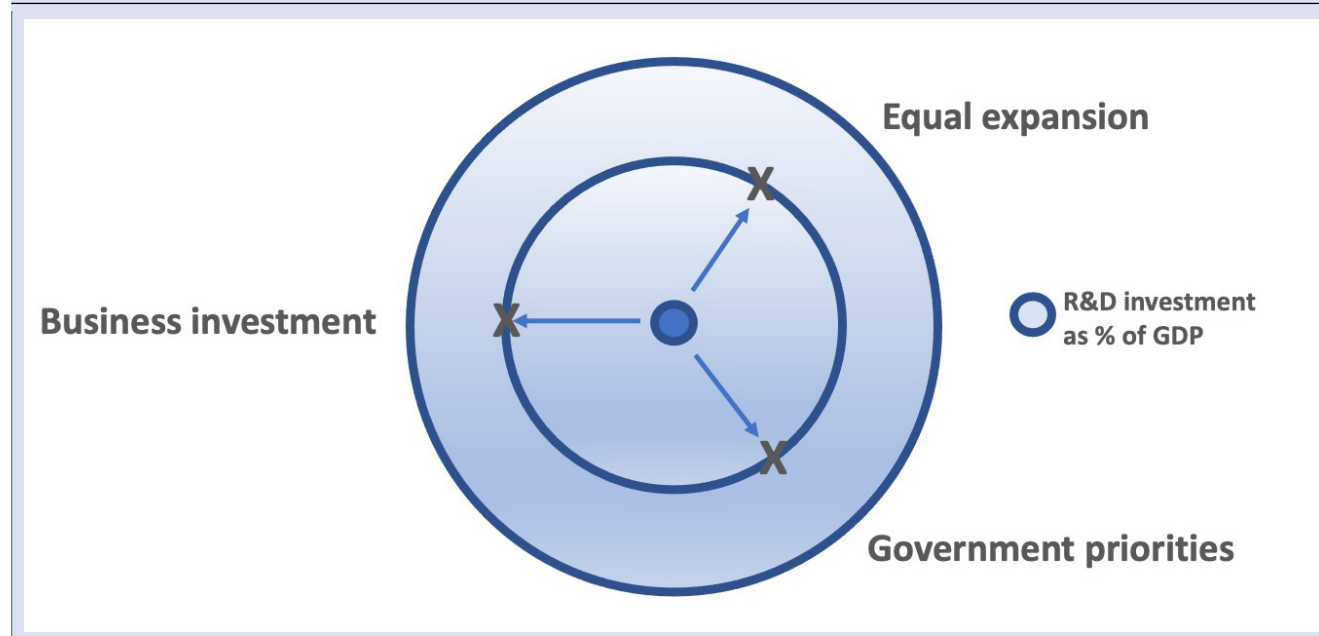 Equal expansion
X
R&D investment
as % of GDP
Business investment
X
X
Government priorities